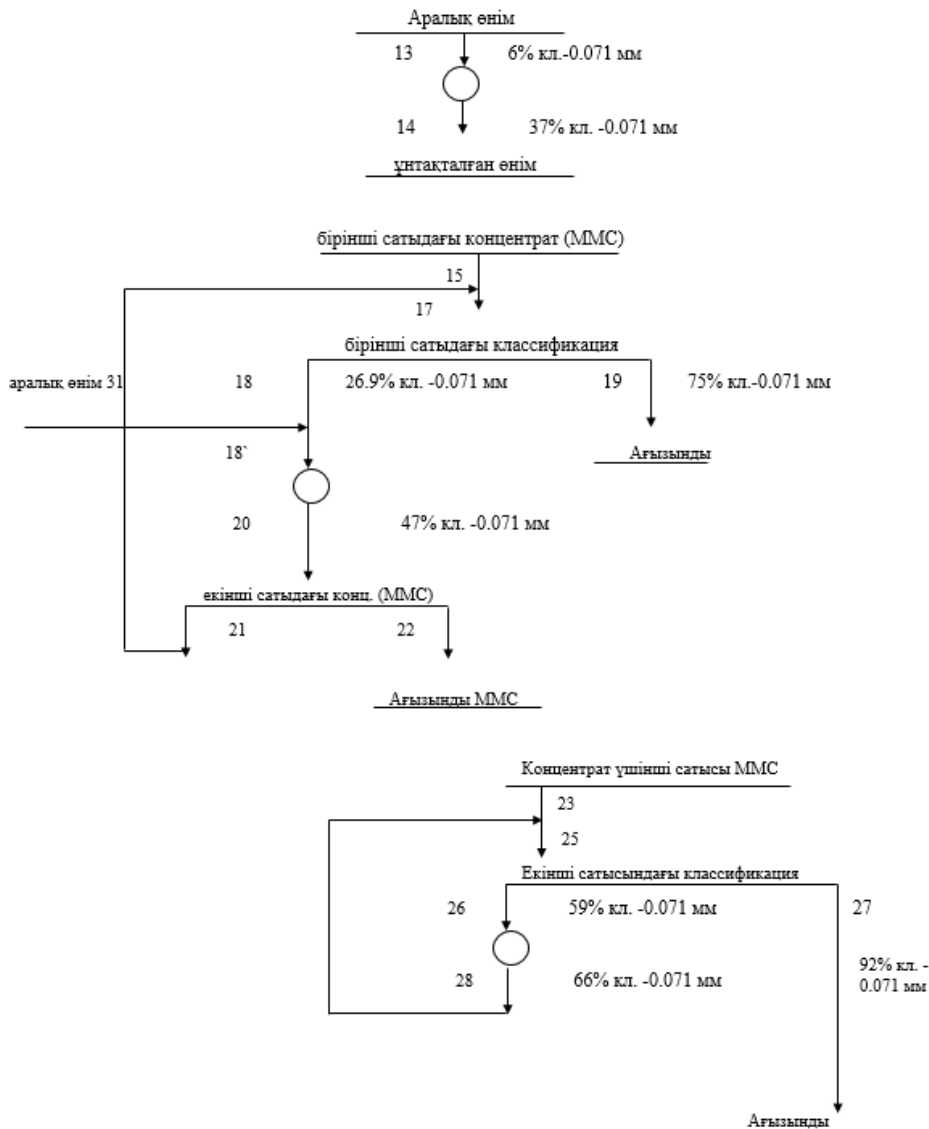 Аралық өнім
13 6% кл.-0.071 мм
14 37% кл. -0.071 мм
ұнтақталған өнім
бірінші сатыдағы концентрат (ММС)
15
17
бірінші сатыдағы классификация
аралық өнім 31 18 26.9% кл. -0.071 мм 19 75% кл.-0.071 мм
18` Ағызынды
20 47% кл. -0.071 мм
екінші сатыдағы конц. (ММС)
21 22
Ағызынды ММС
Концентрат үшінші сатысы ММС
23
25
Екінші сатысындағы классификация
26 59% кл. -0.071 мм 27
28 66% кл. -0.071 мм
92% кл. -
0.071 мм
Ағызынды